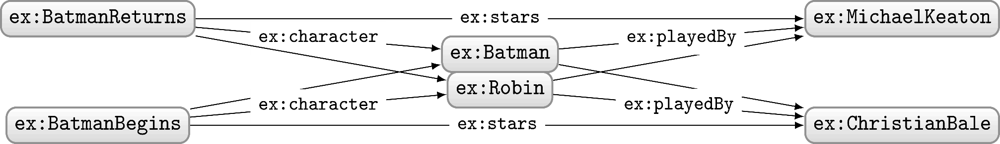 ex:BatmanReturns
ex:stars
ex:MichaelKeaton
ex:character
ex:playedBy
ex:Batman
ex:Robin
ex:character
ex:playedBy
ex:BatmanBegins
ex:stars
ex:ChristianBale